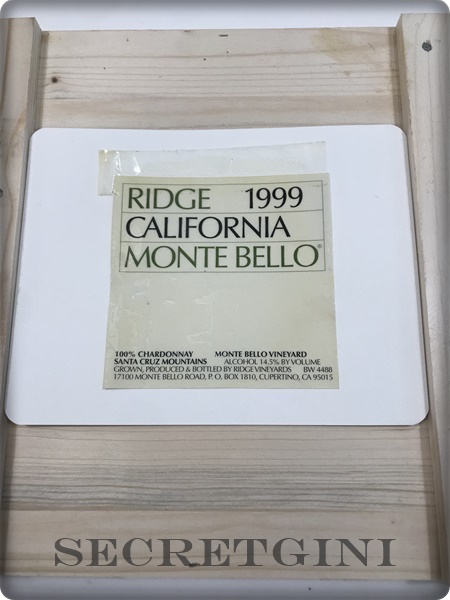 RIDGE 1999
CALIFORNIA
MONTE BELLO®
100% CHARDONNAY MONTE BELLO VINEYARD
SANTA CRUZ MOUNTAINS ALCOHOL 14.5% BY VOLUME
GROWN, PRODUCED & BOTTLED BY RIDGE VINEYARDS BW 4488
17100 MONTE BELLO ROAD, P. O. BOX 1810, CUPERTINO, CA 95015
SECRETGINI